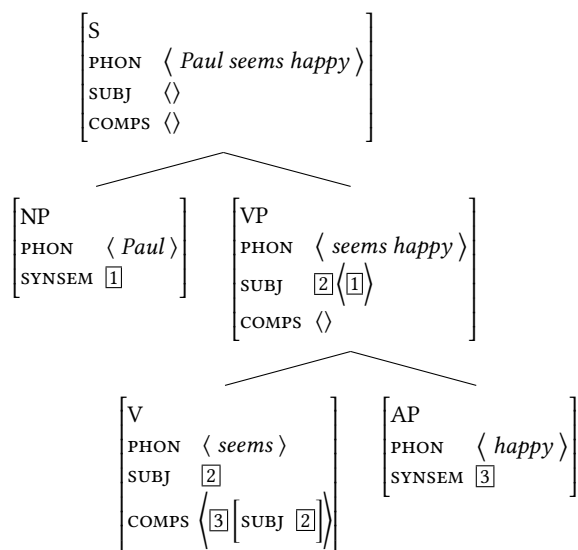 S
PHON ⟨ Paul seems happy ⟩
SUBJ ⟨⟩
COMPS ⟨⟩
NP
PHON ⟨ Paul ⟩
SYNSEM 1
VP
PHON ⟨ seems happy ⟩
SUBJ 2 ⟨ 1 ⟩
COMPS ⟨⟩
V
PHON ⟨ seems ⟩
SUBJ 2
COMPS ⟨ 3 [ SUBJ 2 ] ⟩
AP
PHON ⟨ happy ⟩
SYNSEM 3